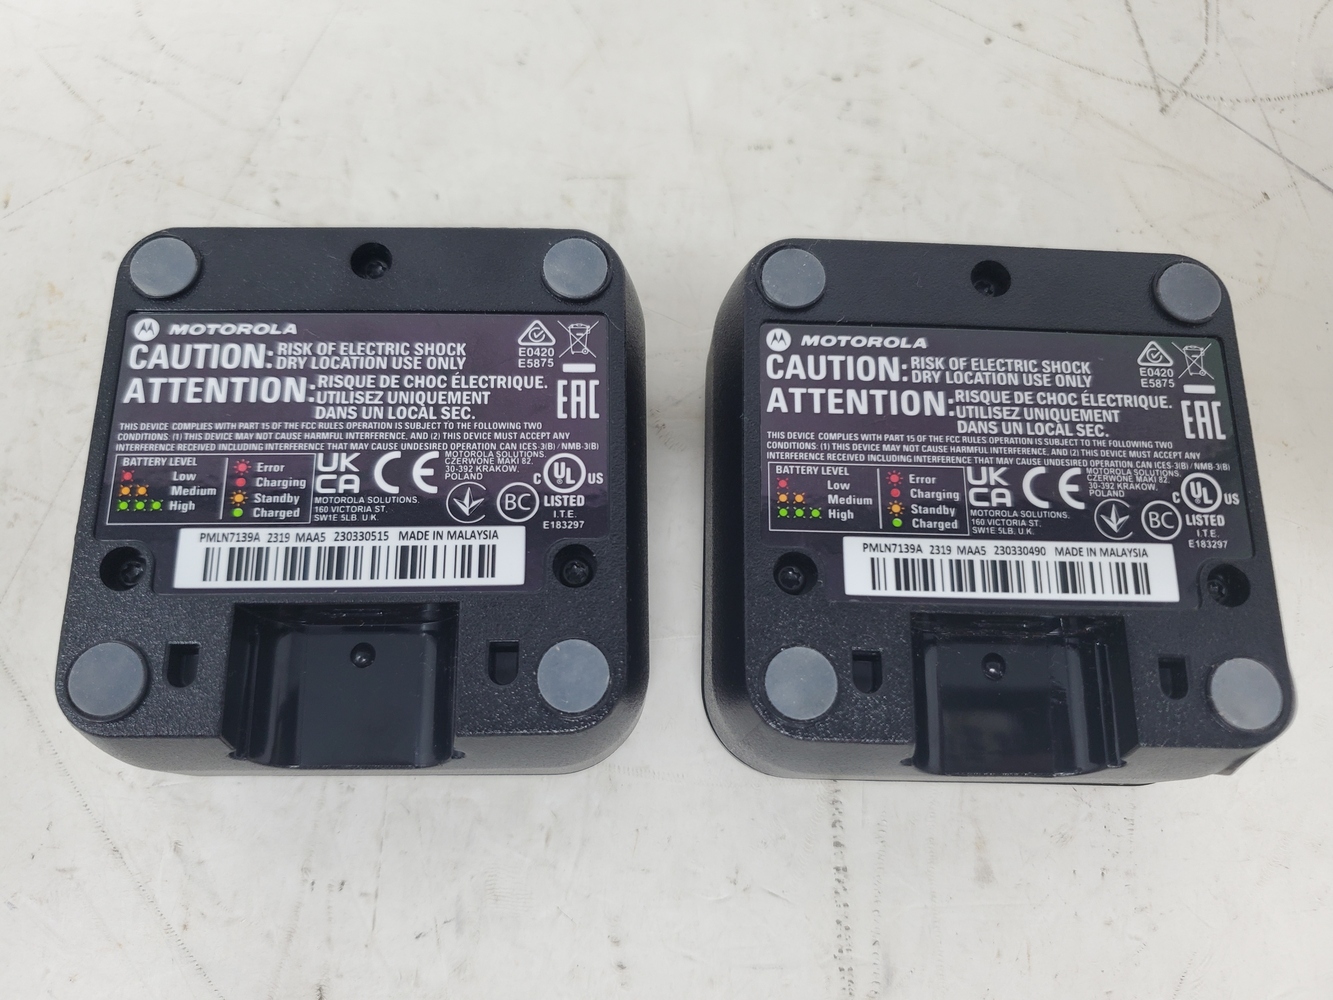 MOTOROLA
CAUTION: RISK OF ELECTRIC SHOCK
DRY LOCATION USE ONLY
ATTENTION: RISQUE DE CHOC ÉLECTRIQUE.
UTILISEZ UNIQUEMENT
DANS UN LOCAL SEC.
E0420
E5875
EAC
THIS DEVICE COMPLIES WITH PART 15 OF THE FCC RULES OPERATION IS SUBJECT TO THE FOLLOWING TWO
CONDITIONS: (1) THIS DEVICE MAY NOT CAUSE HARMFUL INTERFERENCE, AND (2) THIS DEVICE MUST ACCEPT ANY
INTERFERENCE RECEIVED INCLUDING INTERFERENCE THAT MAY CAUSE UNDESIRED OPERATION CAN ICES-3(B) / NMB-3(B)
BATTERY LEVEL
Low
Medium
High
Error
Charging
Standby
Charged
UK
CA
CE
MOTOROLA SOLUTIONS.
CZERWONE MAKI 82.
30-392 KRAKOW.
POLAND
MOTOROLA SOLUTIONS.
160 VICTORIA ST.
SW1E 5LB. U.K.
BC
C UL US
LISTED
I.T.E.
E183297
PMLN7139A 2319 MAA5 230330515 MADE IN MALAYSIA
MOTOROLA
CAUTION: RISK OF ELECTRIC SHOCK
DRY LOCATION USE ONLY
ATTENTION: RISQUE DE CHOC ÉLECTRIQUE.
UTILISEZ UNIQUEMENT
DANS UN LOCAL SEC.
E0420
E5875
EAC
THIS DEVICE COMPLIES WITH PART 15 OF THE FCC RULES OPERATION IS SUBJECT TO THE FOLLOWING TWO
CONDITIONS: (1) THIS DEVICE MAY NOT CAUSE HARMFUL INTERFERENCE, AND (2) THIS DEVICE MUST ACCEPT ANY
INTERFERENCE RECEIVED INCLUDING INTERFERENCE THAT MAY CAUSE UNDESIRED OPERATION CAN ICES-3(B) / NMB-3(B)
BATTERY LEVEL
Low
Medium
High
Error
Charging
Standby
Charged
UK
CA
CE
MOTOROLA SOLUTIONS.
CZERWONE MAKI 82.
30-392 KRAKOW.
POLAND
MOTOROLA SOLUTIONS.
160 VICTORIA ST.
SW1E 5LB. U.K.
BC
C UL US
LISTED
I.T.E.
E183297
PMLN7139A 2319 MAA5 230330490 MADE IN MALAYSIA